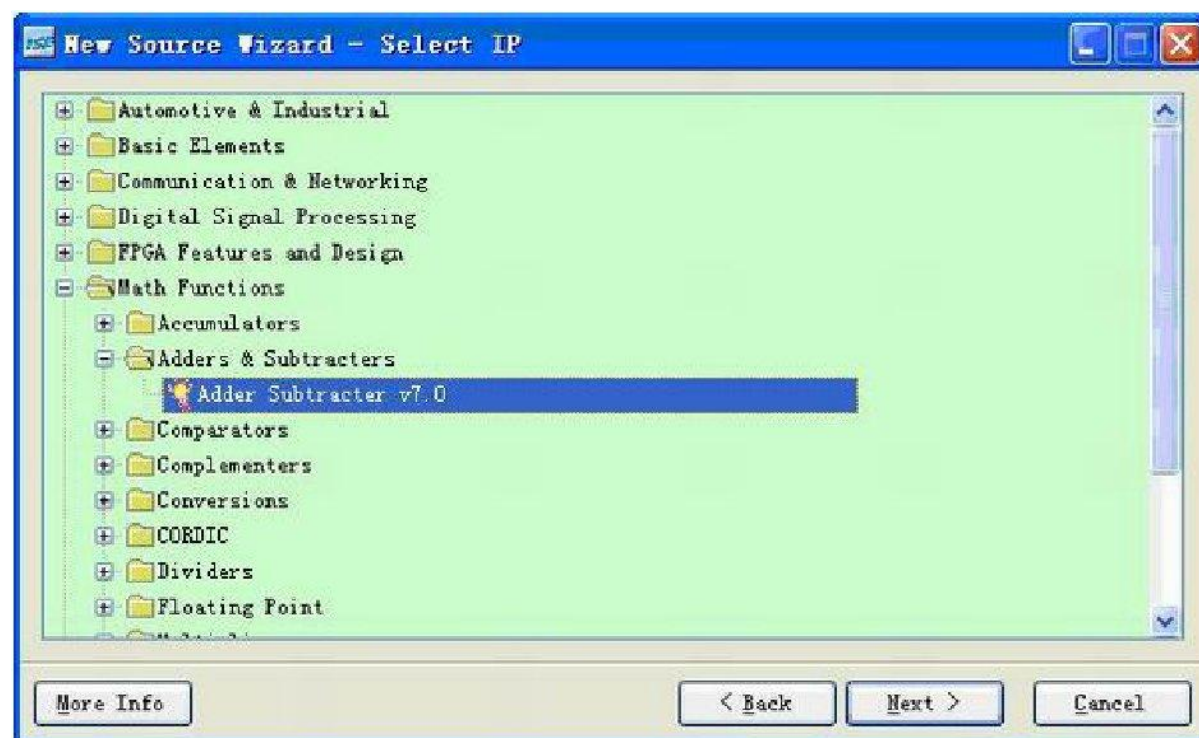 New Source Wizard - Select IP
Automotive & Industrial
Basic Elements
Communication & Networking
Digital Signal Processing
FPGA Features and Design
Math Functions
Accumulators
Adders & Subtracters
Adder Subtracter v7.0
Comparators
Complementers
Conversions
CORDIC
Dividers
Floating Point
More Info
< Back
Next >
Cancel